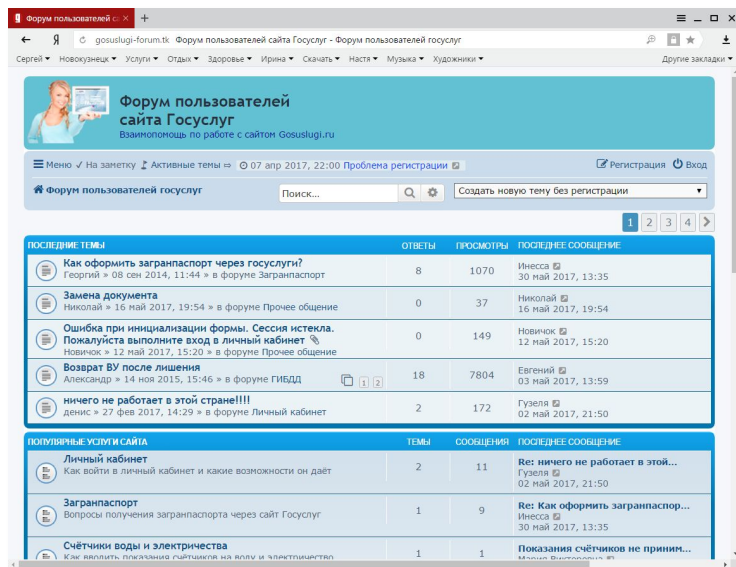 Форум пользователей са
gosuslugi-forum.tk Форум пользователей сайта Госуслуг - Форум пользователей госуслуг
Сергей Новокузнецк Услуги Отдых Здоровье Ирина Скачать Настя Музыка Художники Другие закладки
Форум пользователей
сайта Госуслуг
Взаимопомощь по работе с сайтом Gosuslugi.ru
Меню ✓ На заметку Активные темы ⇨ 07 апр 2017, 22:00 Проблема регистрации Регистрация Вход
Форум пользователей госуслуг Поиск... Создать новую тему без регистрации
1 2 3 4
ПОСЛЕДНИЕ ТЕМЫ ОТВЕТЫ ПРОСМОТРЫ ПОСЛЕДНЕЕ СООБЩЕНИЕ
Как оформить загранпаспорт через госуслуги?
Георгий » 08 сен 2014, 11:44 » в форуме Загранпаспорт
8 1070 Инесса
30 май 2017, 13:35
Замена документа
Николай » 16 май 2017, 19:54 » в форуме Прочее общение
0 37 Николай
16 май 2017, 19:54
Ошибка при инициализации формы. Сессия истекла.
Пожалуйста выполните вход в личный кабинет
Новичок » 12 май 2017, 15:20 » в форуме Прочее общение
0 149 Новичок
12 май 2017, 15:20
Возврат ВУ после лишения
Александр » 14 ноя 2015, 15:46 » в форуме ГИБДД 1 2
18 7804 Евгений
03 май 2017, 13:59
ничего не работает в этой стране!!!!
денис » 27 фев 2017, 14:29 » в форуме Личный кабинет
2 172 Гузеля
02 май 2017, 21:50
ПОПУЛЯРНЫЕ УСЛУГИ САЙТА ТЕМЫ СООБЩЕНИЯ ПОСЛЕДНЕЕ СООБЩЕНИЕ
Личный кабинет
Как войти в личный кабинет и какие возможности он даёт
2 11 Re: ничего не работает в этой...
Гузеля
02 май 2017, 21:50
Загранпаспорт
Вопросы получения загранпаспорта через сайт Госуслуг
1 9 Re: Как оформить загранпаспор...
Инесса
30 май 2017, 13:35
Счётчики воды и электричества
Как вводить показания счётчиков на воду и электричество
1 1 Показания счётчиков не приним...
Мария Викторовна